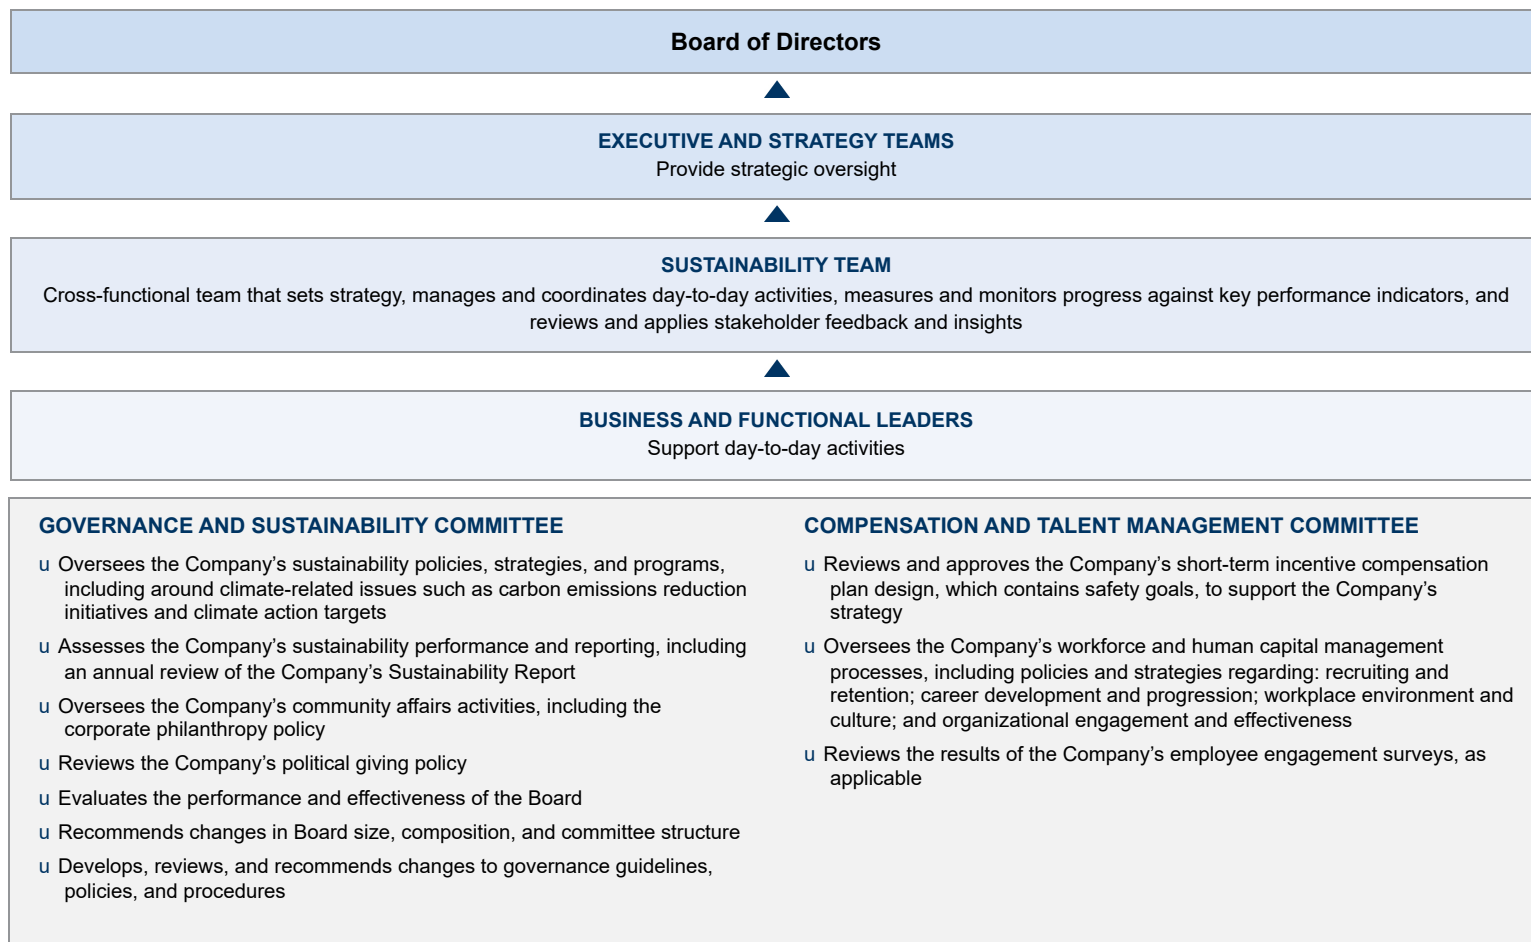 Board of Directors
EXECUTIVE AND STRATEGY TEAMS
Provide strategic oversight
SUSTAINABILITY TEAM
Cross-functional team that sets strategy, manages and coordinates day-to-day activities, measures and monitors progress against key performance indicators, and
reviews and applies stakeholder feedback and insights
BUSINESS AND FUNCTIONAL LEADERS
Support day-to-day activities
GOVERNANCE AND SUSTAINABILITY COMMITTEE
u Oversees the Company’s sustainability policies, strategies, and programs,
including around climate-related issues such as carbon emissions reduction
initiatives and climate action targets
u Assesses the Company’s sustainability performance and reporting, including
an annual review of the Company’s Sustainability Report
u Oversees the Company’s community affairs activities, including the
corporate philanthropy policy
u Reviews the Company’s political giving policy
u Evaluates the performance and effectiveness of the Board
u Recommends changes in Board size, composition, and committee structure
u Develops, reviews, and recommends changes to governance guidelines,
policies, and procedures
COMPENSATION AND TALENT MANAGEMENT COMMITTEE
u Reviews and approves the Company’s short-term incentive compensation
plan design, which contains safety goals, to support the Company’s
strategy
u Oversees the Company’s workforce and human capital management
processes, including policies and strategies regarding: recruiting and
retention; career development and progression; workplace environment and
culture; and organizational engagement and effectiveness
u Reviews the results of the Company’s employee engagement surveys, as
applicable